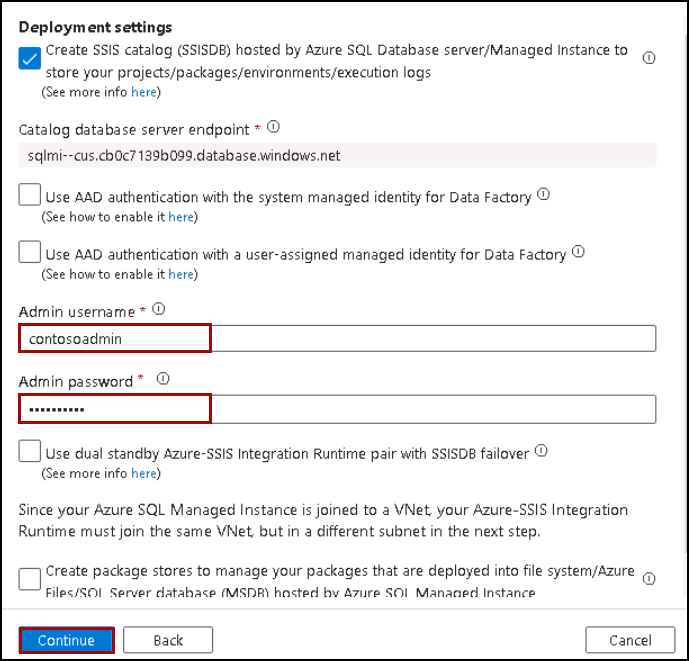 Deployment settings
Create SSIS catalog (SSISDB) hosted by Azure SQL Database server/Managed Instance to
store your projects/packages/environments/execution logs
(See more info here)
Catalog database server endpoint *
sqlmi--cus.cb0c7139b099.database.windows.net
Use AAD authentication with the system managed identity for Data Factory
(See how to enable it here)
Use AAD authentication with a user-assigned managed identity for Data Factory
(See how to enable it here)
Admin username *
contosoadmin
Admin password *
••••••••••
Use dual standby Azure-SSIS Integration Runtime pair with SSISDB failover
(See more info here)
Since your Azure SQL Managed Instance is joined to a VNet, your Azure-SSIS Integration
Runtime must join the same VNet, but in a different subnet in the next step.
Create package stores to manage your packages that are deployed into file system/Azure
Files/SQL Server database (MSDB) hosted by Azure SQL Managed Instance
Continue
Back
Cancel